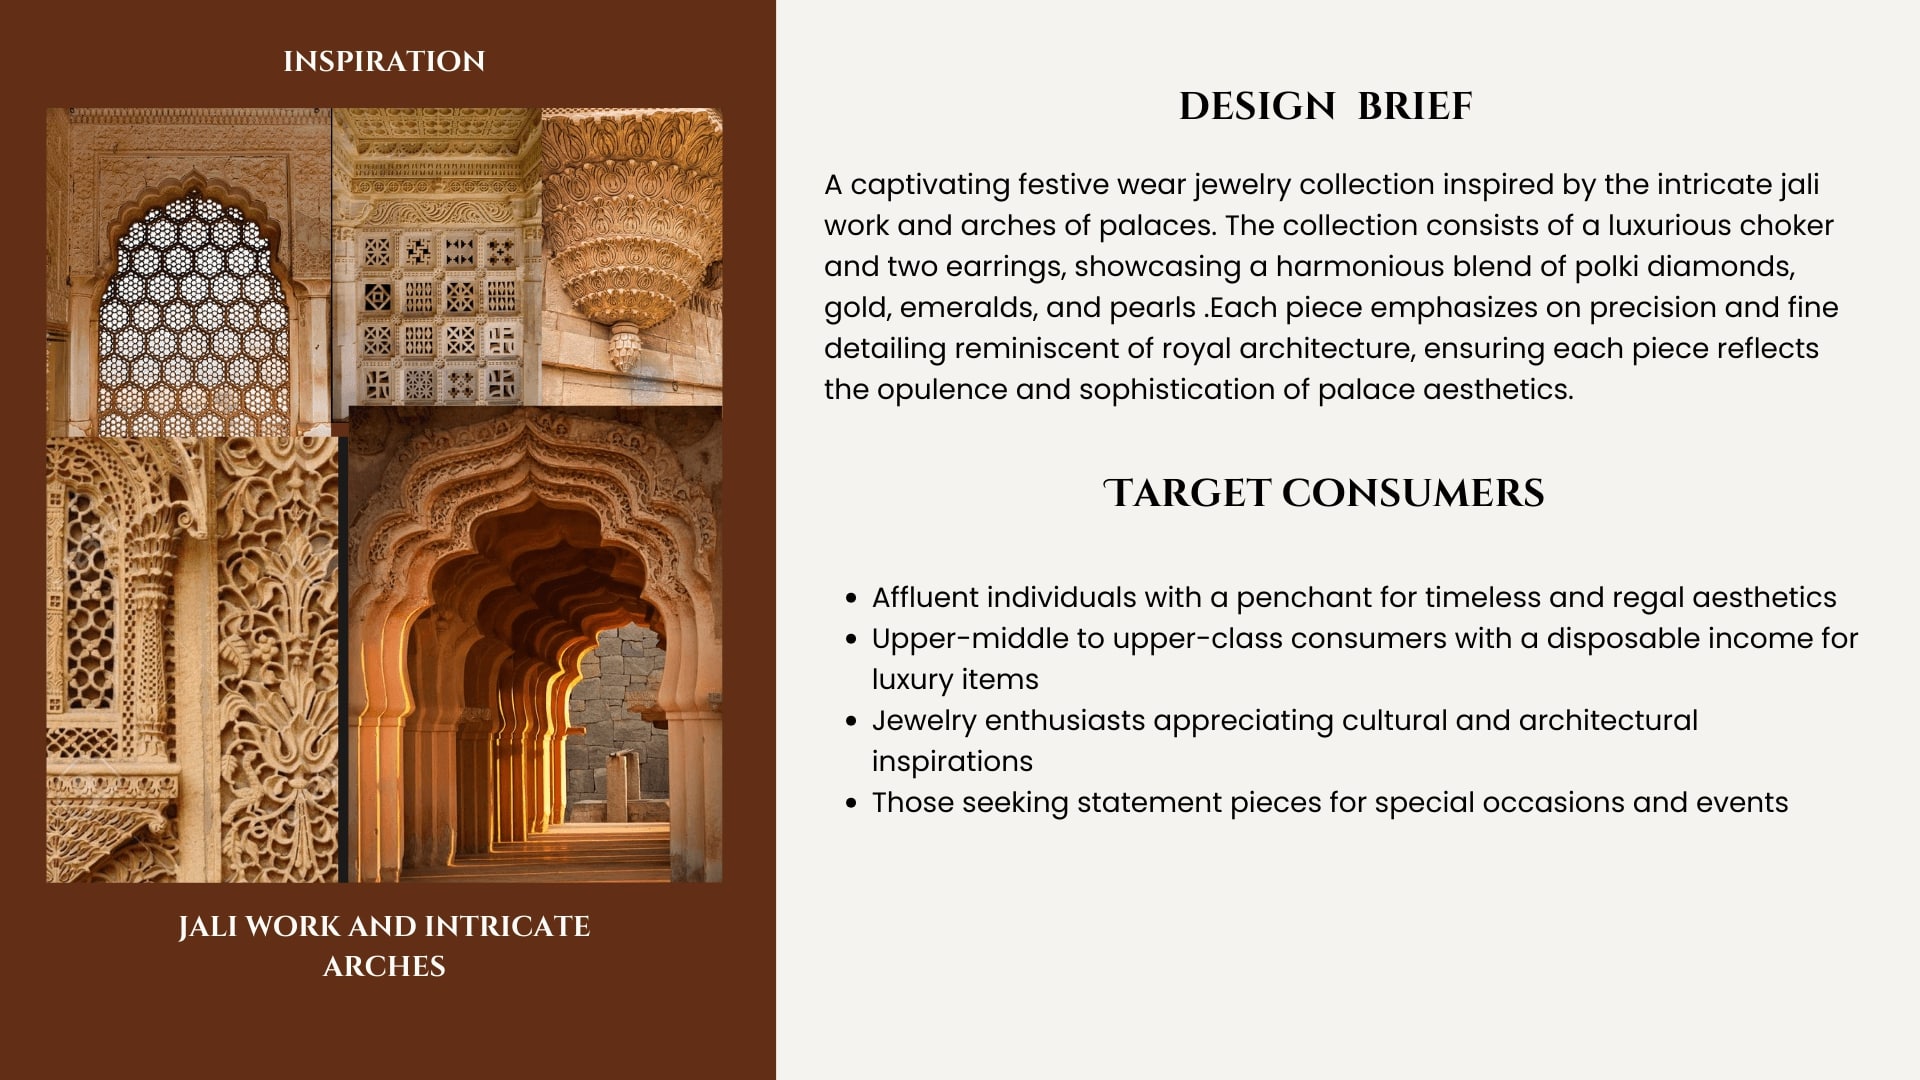 INSPIRATION
JALI WORK AND INTRICATE
ARCHES
DESIGN BRIEF
A captivating festive wear jewelry collection inspired by the intricate jali
work and arches of palaces. The collection consists of a luxurious choker
and two earrings, showcasing a harmonious blend of polki diamonds,
gold, emeralds, and pearls .Each piece emphasizes on precision and fine
detailing reminiscent of royal architecture, ensuring each piece reflects
the opulence and sophistication of palace aesthetics.
TARGET CONSUMERS
• Affluent individuals with a penchant for timeless and regal aesthetics
• Upper-middle to upper-class consumers with a disposable income for
luxury items
• Jewelry enthusiasts appreciating cultural and architectural
inspirations
• Those seeking statement pieces for special occasions and events